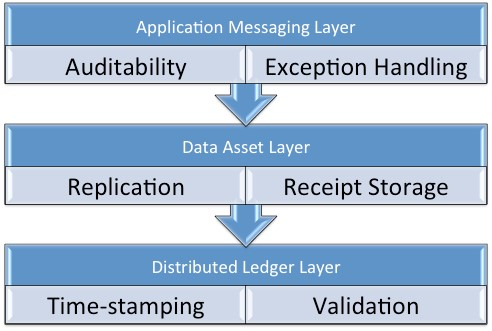 Application Messaging Layer
Auditability Exception Handling
Data Asset Layer
Replication Receipt Storage
Distributed Ledger Layer
Time-stamping Validation